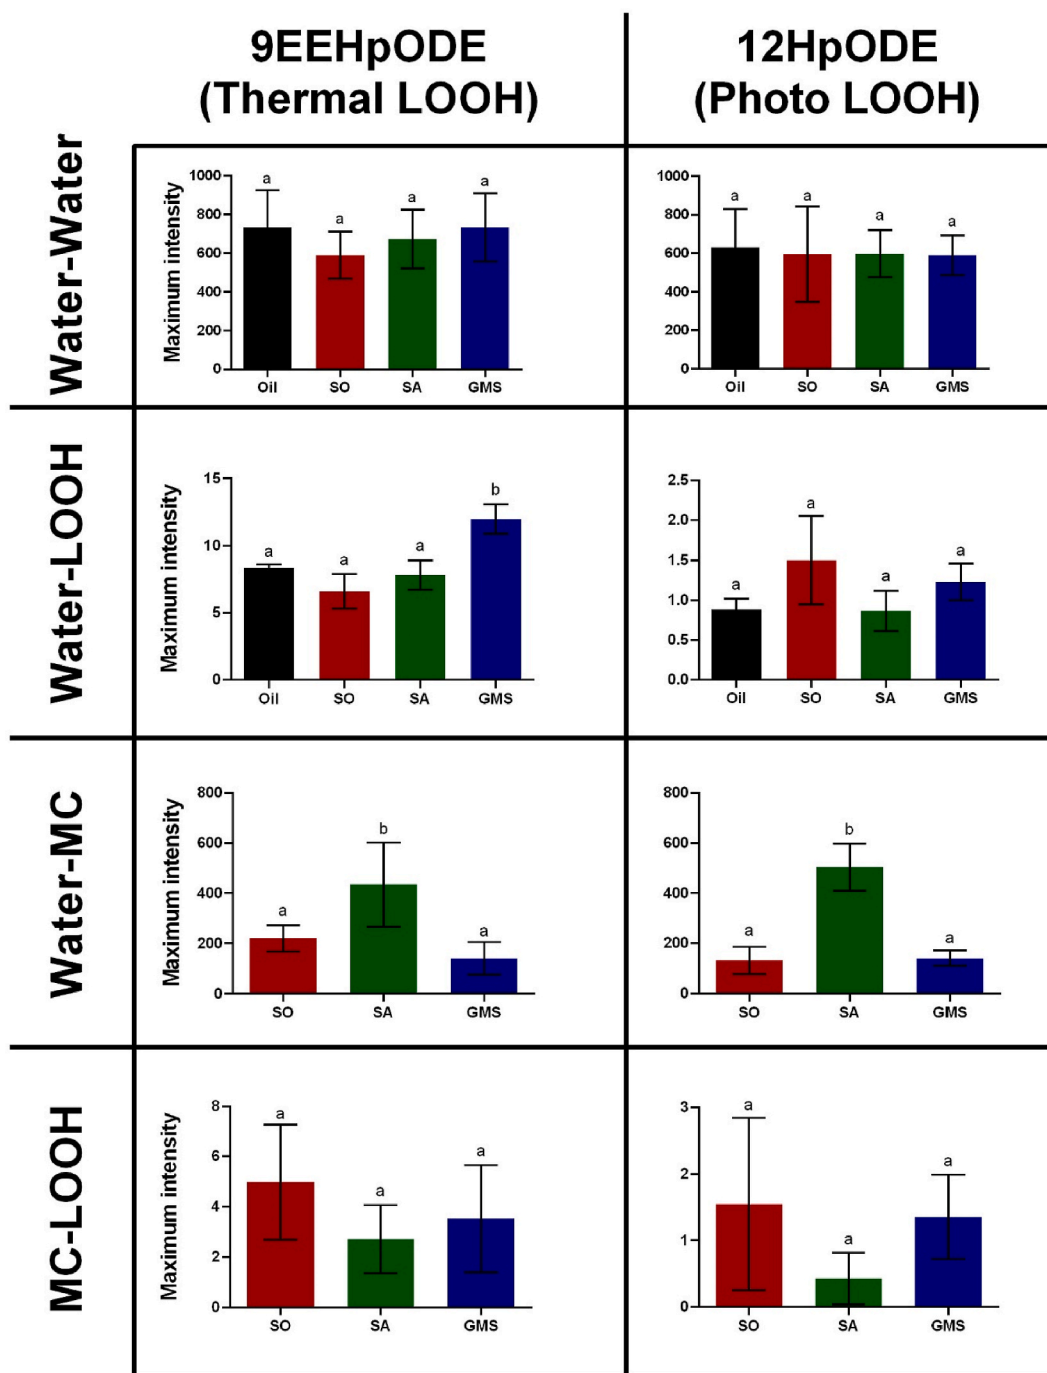 9EEHpODE
(Thermal LOOH)
12HpODE
(Photo LOOH)
Water-Water
Maximum intensity
1000
800
600
400
200
0
a
a
a
a
Oil
SO
SA
GMS
1000
800
600
400
200
0
a
a
a
a
Oil
SO
SA
GMS
Water-LOOH
Maximum intensity
15
10
5
0
a
a
a
b
Oil
SO
SA
GMS
2.5
2.0
1.5
1.0
0.5
0.0
a
a
a
a
Oil
SO
SA
GMS
Water-MC
Maximum intensity
800
600
400
200
0
a
b
a
SO
SA
GMS
800
600
400
200
0
a
b
a
SO
SA
GMS
MC-LOOH
Maximum intensity
8
6
4
2
0
a
a
a
SO
SA
GMS
3
2
1
0
a
a
a
SO
SA
GMS